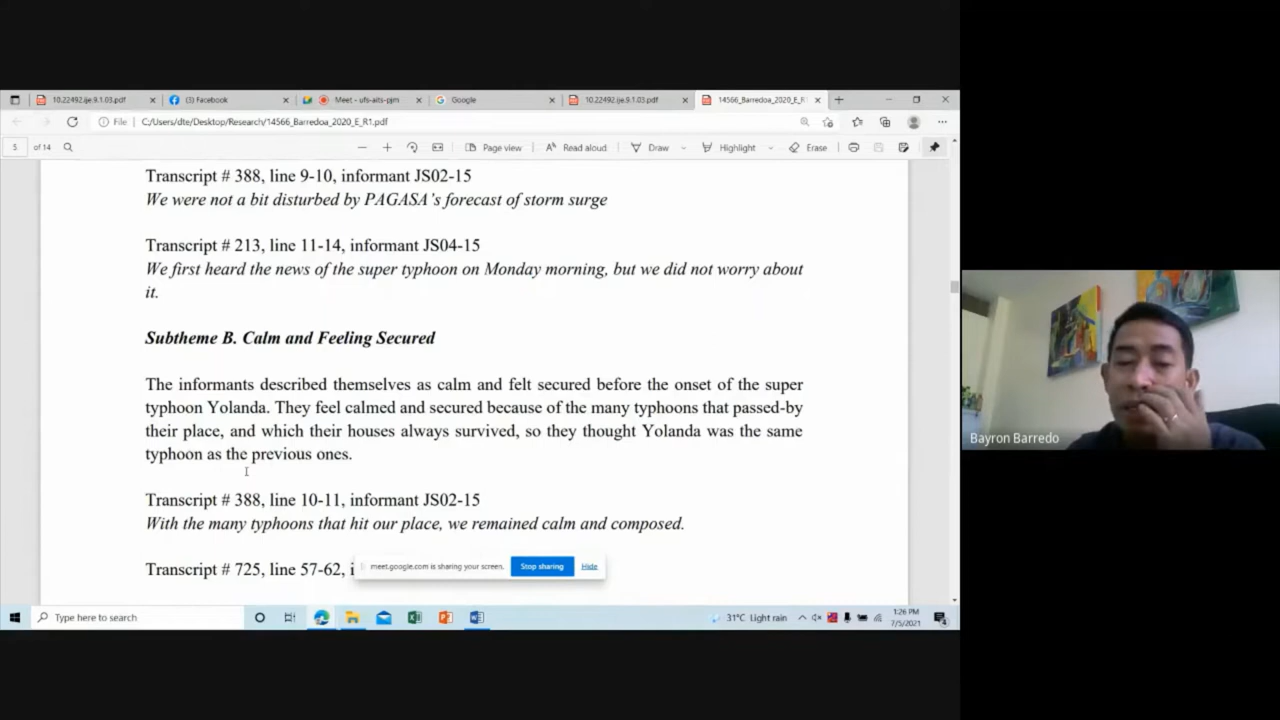 10.22492.ije.9.1.03.pdf
(3) Facebook
Meet - ufs-aits-pjm
Google
10.22492.ije.9.1.03.pdf
14566_Barredoa_2020_E_R1.p
File
C:/Users/dte/Desktop/Research/14566_Barredoa_2020_E_R1.pdf
5 of 14
Page view
Read aloud
Draw
Highlight
Erase
Transcript # 388, line 9-10, informant JS02-15
We were not a bit disturbed by PAGASA's forecast of storm surge
Transcript # 213, line 11-14, informant JS04-15
We first heard the news of the super typhoon on Monday morning, but we did not worry about
it.
Subtheme B. Calm and Feeling Secured
The informants described themselves as calm and felt secured before the onset of the super
typhoon Yolanda. They feel calmed and secured because of the many typhoons that passed-by
their place, and which their houses always survived, so they thought Yolanda was the same
typhoon as the previous ones.
Transcript # 388, line 10-11, informant JS02-15
With the many typhoons that hit our place, we remained calm and composed.
Transcript # 725, line 57-62, i
meet.google.com is sharing your screen.
Stop sharing
Hide
Type here to search
31°C Light rain
1:26 PM
7/5/2021
Bayron Barredo